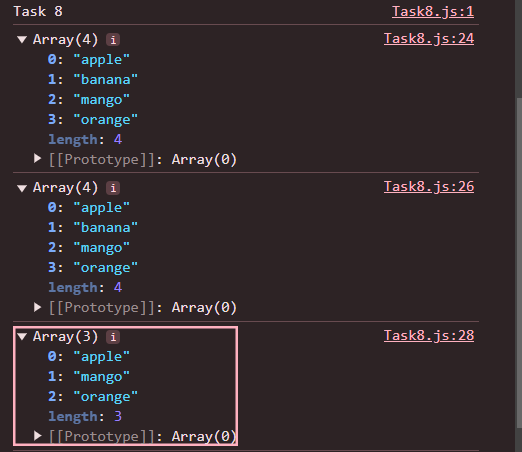 Task 8 Task8.js:1
▼ Array(4) i Task8.js:24
0: "apple"
1: "banana"
2: "mango"
3: "orange"
length: 4
▶ [[Prototype]]: Array(0)
▼ Array(4) i Task8.js:26
0: "apple"
1: "banana"
2: "mango"
3: "orange"
length: 4
▶ [[Prototype]]: Array(0)
▼ Array(3) i Task8.js:28
0: "apple"
1: "mango"
2: "orange"
length: 3
▶ [[Prototype]]: Array(0)